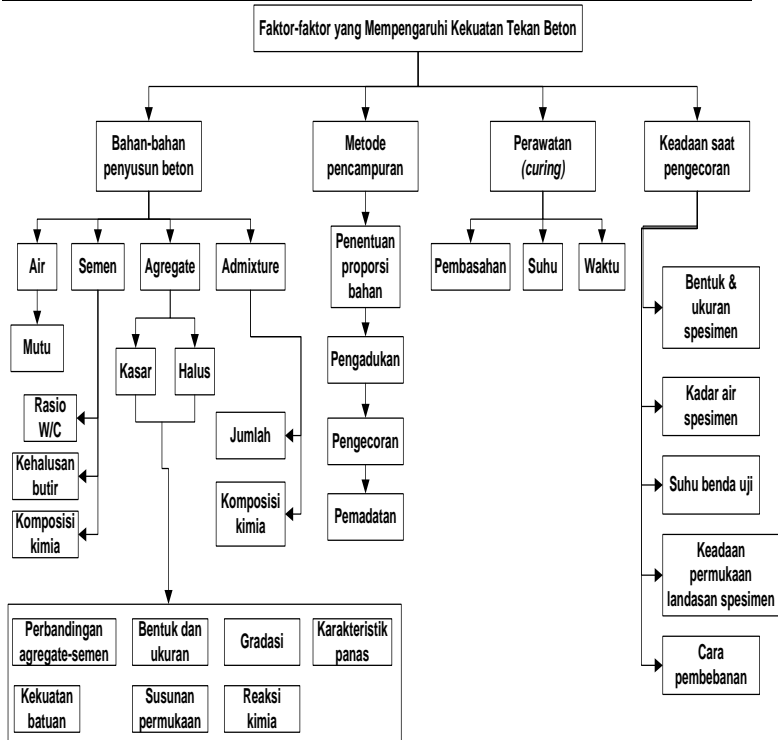 Faktor-faktor yang Mempengaruhi Kekuatan Tekan Beton
Bahan-bahan
penyusun beton
Metode
pencampuran
Perawatan
(curing)
Keadaan saat
pengecoran
Air
Semen
Agregate
Admixture
Mutu
Kasar
Halus
Rasio
W/C
Kehalusan
butir
Komposisi
kimia
Jumlah
Komposisi
kimia
Penentuan
proporsi
bahan
Pengadukan
Pengecoran
Pemadatan
Pembasahan
Suhu
Waktu
Bentuk &
ukuran
spesimen
Kadar air
spesimen
Suhu benda uji
Keadaan
permukaan
landasan spesimen
Cara
pembebanan
Perbandingan
agregate-semen
Bentuk dan
ukuran
Gradasi
Karakteristik
panas
Kekuatan
batuan
Susunan
permukaan
Reaksi
kimia